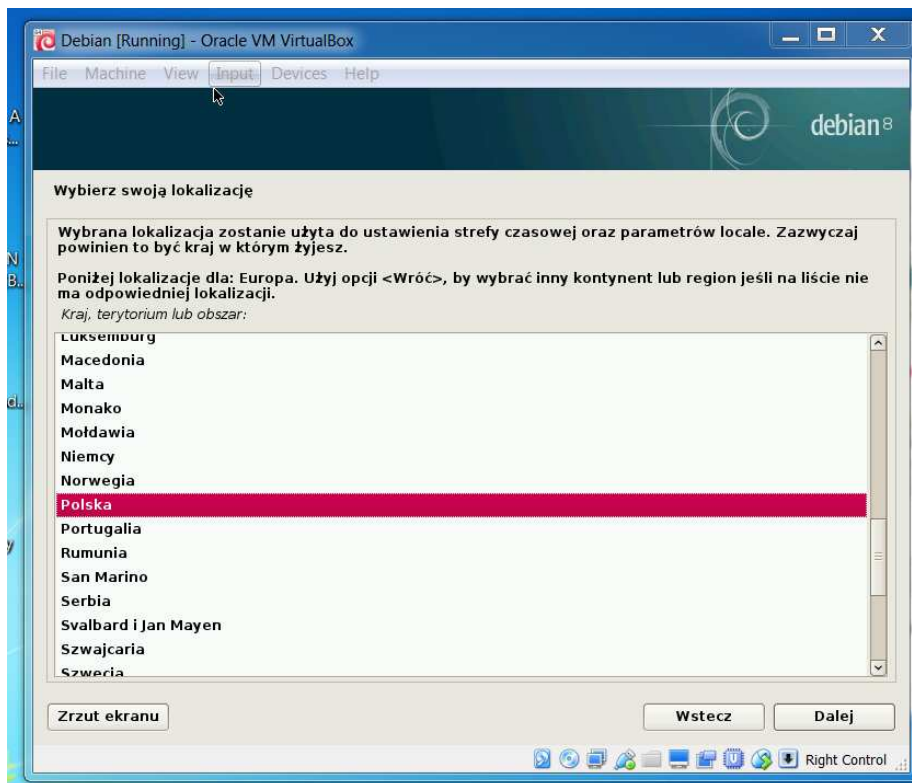 Debian [Running] - Oracle VM VirtualBox
File Machine View Input Devices Help
A
...
debian 8
Wybierz swoją lokalizację
Wybrana lokalizacja zostanie użyta do ustawienia strefy czasowej oraz parametrów locale. Zazwyczaj
powinien to być kraj w którym żyjesz.
N
B..
Poniżej lokalizacje dla: Europa. Użyj opcji <Wróć>, by wybrać inny kontynent lub region jeśli na liście nie
ma odpowiedniej lokalizacji.
Kraj, terytorium lub obszar:
Luksemburg
Macedonia
Malta
Monako
d..
Mołdawia
Niemcy
Norwegia
Polska
Portugalia
y
Rumunia
San Marino
Serbia
Svalbard i Jan Mayen
Szwajcaria
Szwecja
Zrzut ekranu Wstecz Dalej
Right Control